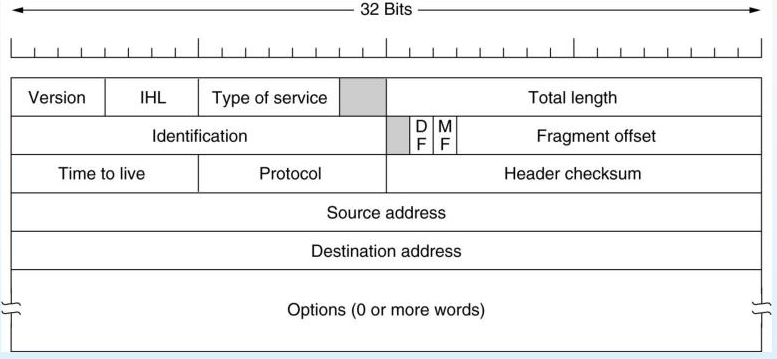 32 Bits
Version IHL Type of service Total length
Identification D F M F Fragment offset
Time to live Protocol Header checksum
Source address
Destination address
Options (0 or more words)